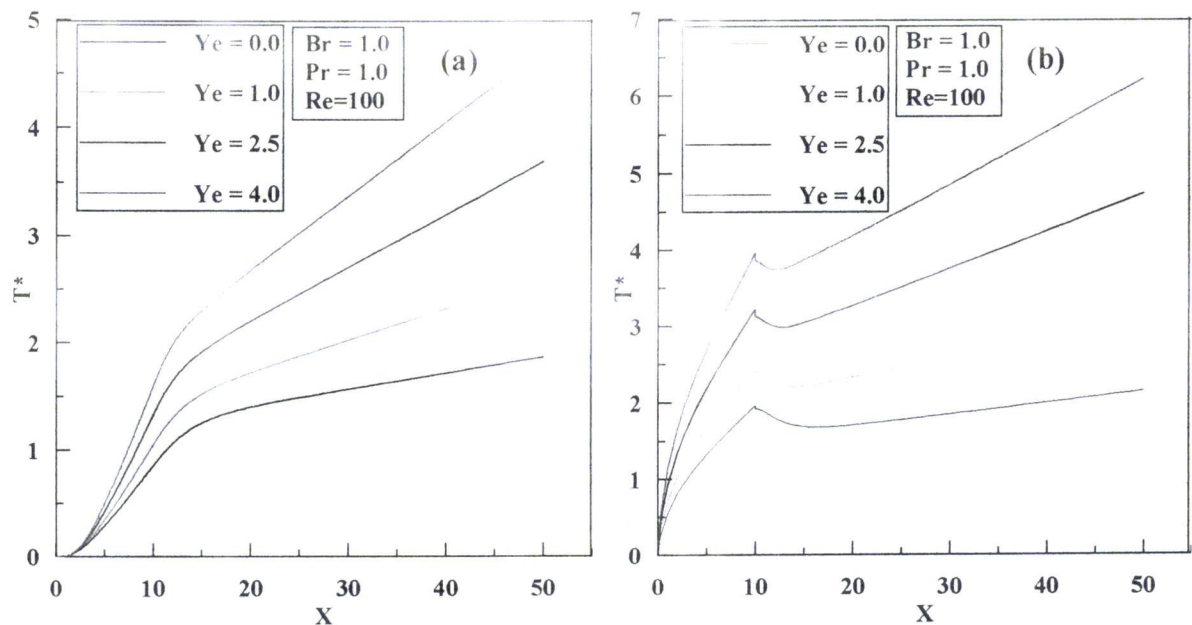 5
4
3
2
1
0
T*
Ye = 0.0
Ye = 1.0
Ye = 2.5
Ye = 4.0
Br = 1.0
Pr = 1.0
Re=100
(a)
0 10 20 30 40 50
X
7
6
5
4
3
2
1
0
T*
Ye = 0.0
Ye = 1.0
Ye = 2.5
Ye = 4.0
Br = 1.0
Pr = 1.0
Re=100
(b)
0 10 20 30 40 50
X